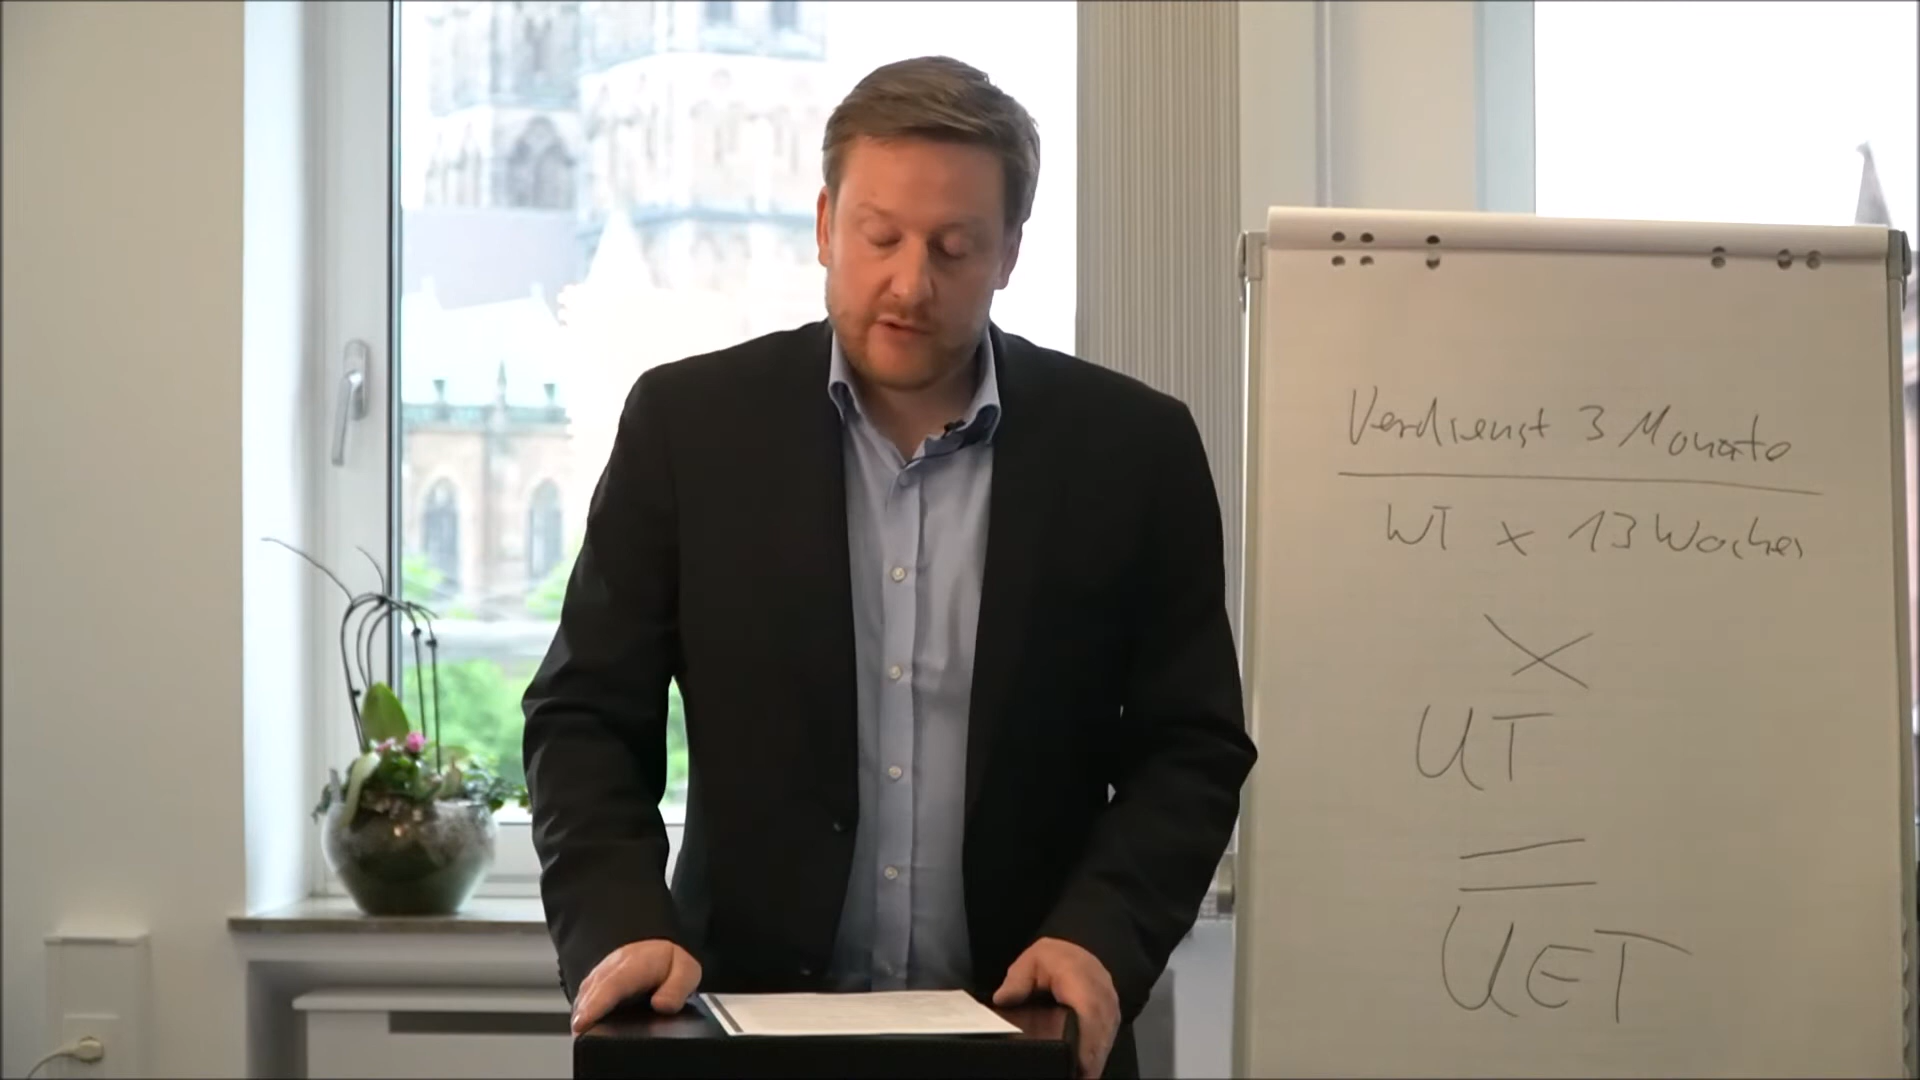 Verdienst 3 Monate
WT x 13 Wochen
X
UT
=
UET